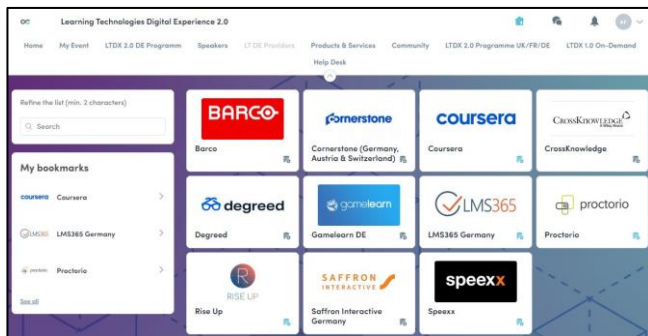 Learning Technologies Digital Experience 2.0
Home My Event LTDX 2.0 DE Programm Speakers LT DE Providers Products & Services Community LTDX 2.0 Programme UK/FR/DE LTDX 1.0 On-Demand
Help Desk
Refine the list (min. 2 characters)
Search
My bookmarks
coursera Coursera
LMS365 LMS365 Germany
proctorio Proctorio
See all
BARCO
Barco
cornerstone
Cornerstone (Germany,
Austria & Switzerland)
coursera
Coursera
CROSSKNOWLEDGE
CrossKnowledge
degreed
Degreed
gamelearn
Gamelearn DE
LMS365
LMS365 Germany
proctorio
Proctorio
R
RISE UP
Rise Up
SAFFRON
INTERACTIVE
Saffron Interactive
Germany
speexx
Speexx